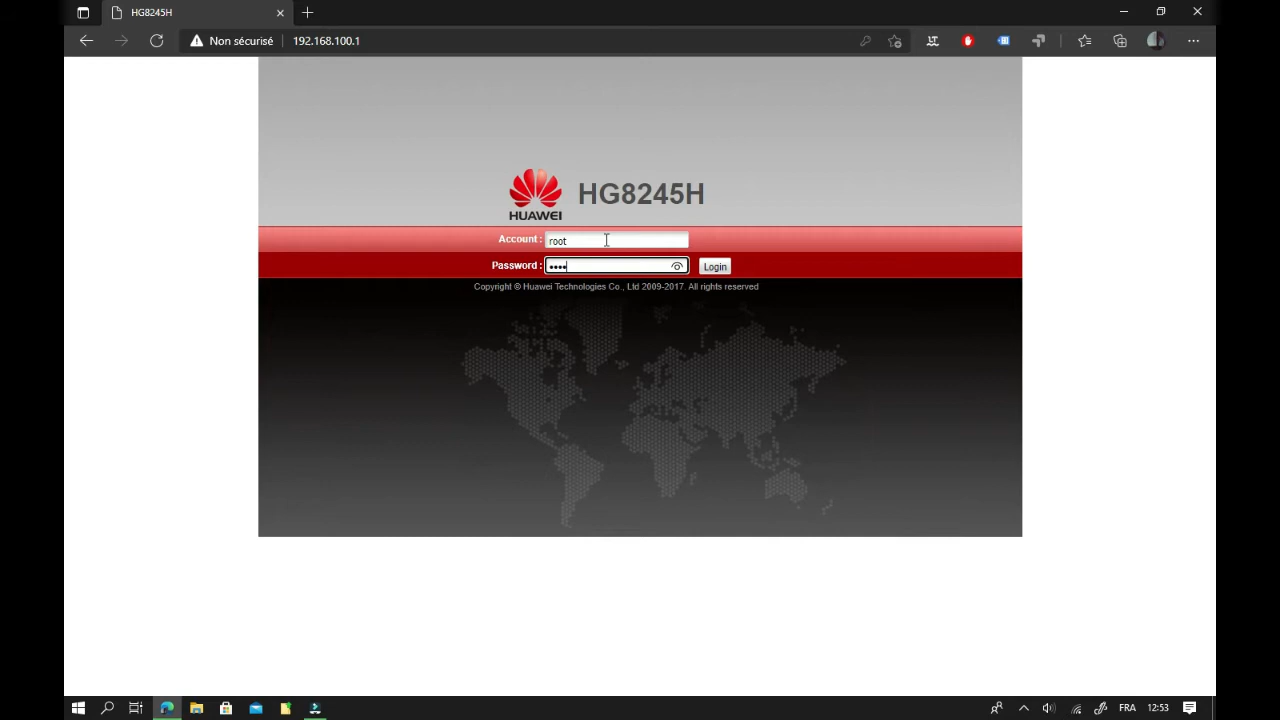 HG8245H
Non sécurisé 192.168.100.1
HUAWEI
HG8245H
Account : root
Password : ••••
Login
Copyright © Huawei Technologies Co., Ltd 2009-2017. All rights reserved
FRA 12:53